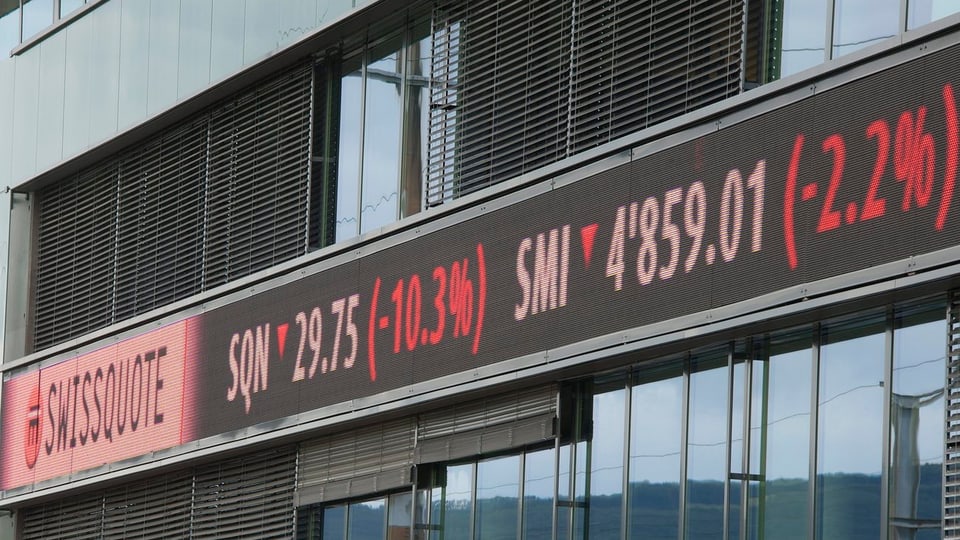 SWISSQUOTE SQN ▼ 29.75 (-10.3%) SMI ▼ 4'859.01 (-2.2%)